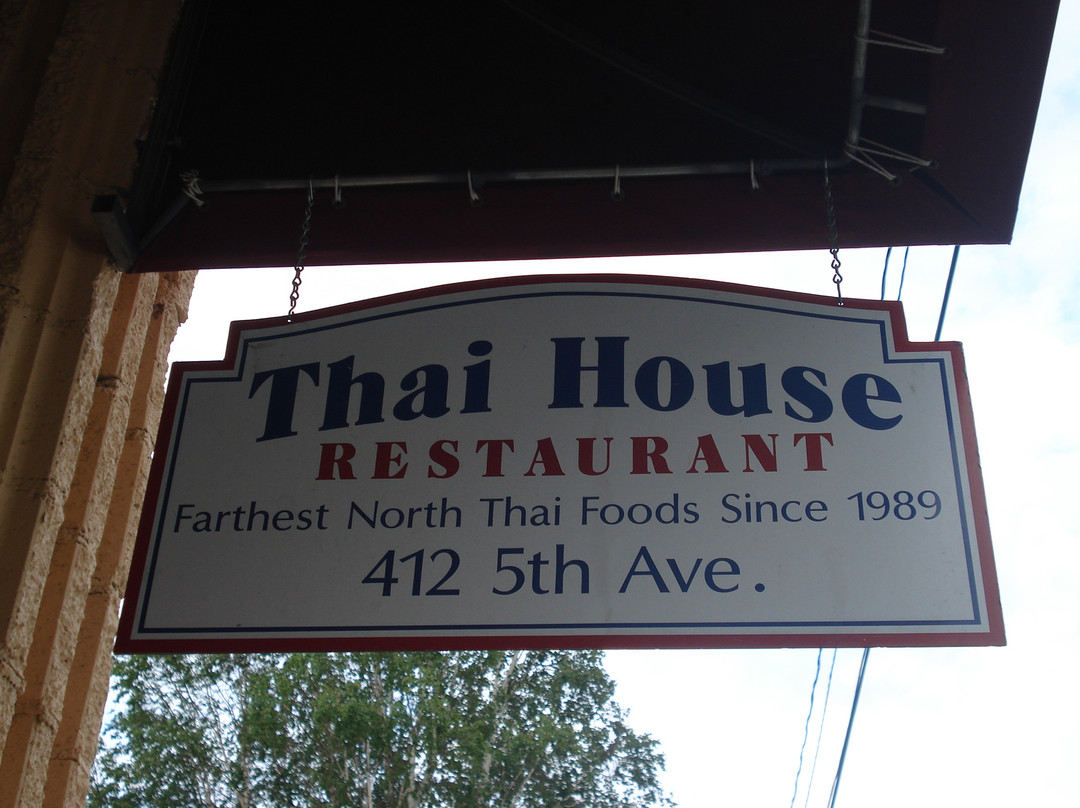 Thai House
RESTAURANT
Farthest North Thai Foods Since 1989
412 5th Ave.